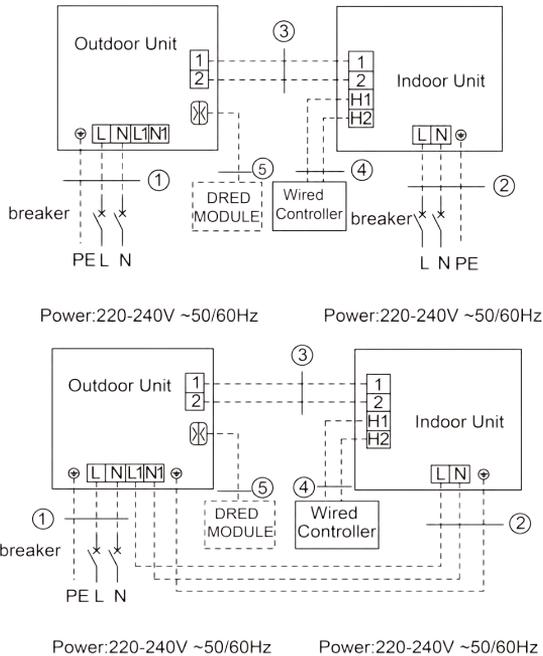 Outdoor Unit
1
2
③
1
2
H1
H2
Indoor Unit
L N L1 N1
L N
①
⑤
④
②
DRED
MODULE
Wired
Controller
breaker
breaker
PE L N
L N PE
Power:220-240V ~50/60Hz
Power:220-240V ~50/60Hz
③
Outdoor Unit
1
2
1
2
H1
H2
Indoor Unit
L N L1 N1
L N
①
⑤
④
②
DRED
MODULE
Wired
Controller
breaker
PE L N
Power:220-240V ~50/60Hz
Power:220-240V ~50/60Hz